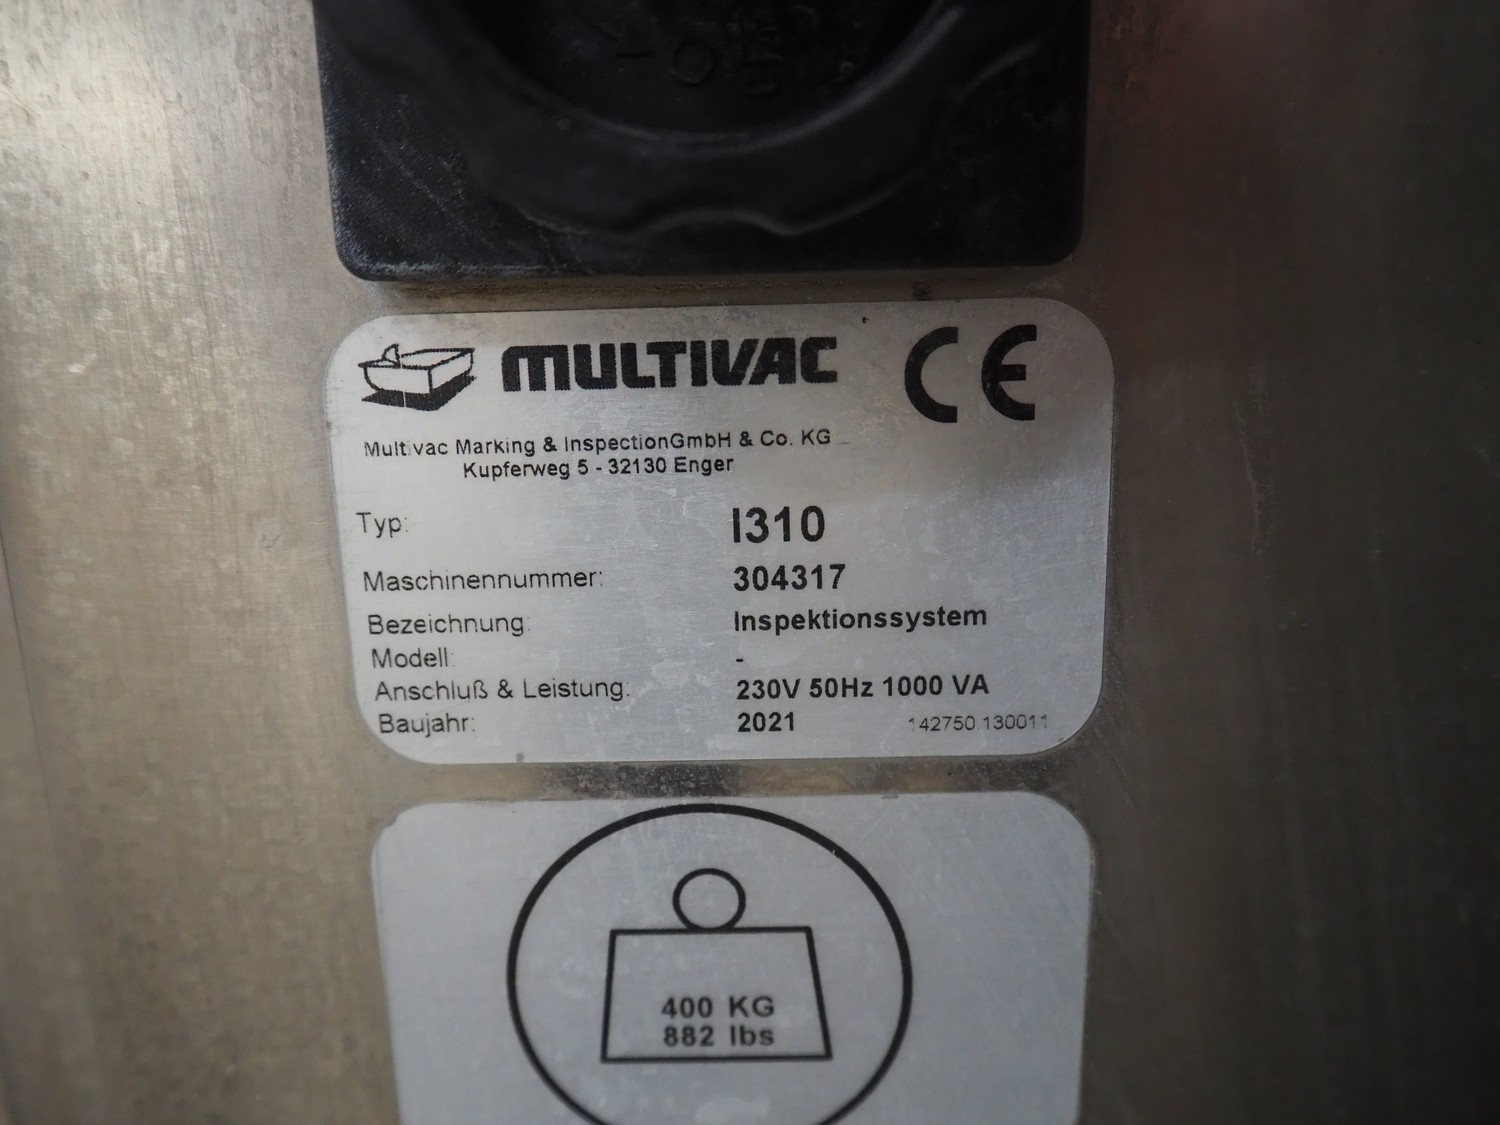 MULTIVAC CE
Multivac Marking & InspectionGmbH & Co. KG
Kupferweg 5 - 32130 Enger
Typ: I310
Maschinennummer: 304317
Bezeichnung: Inspektionssystem
Modell: -
Anschluß & Leistung: 230V 50Hz 1000 VA
Baujahr: 2021 142750 130011
400 KG
882 lbs